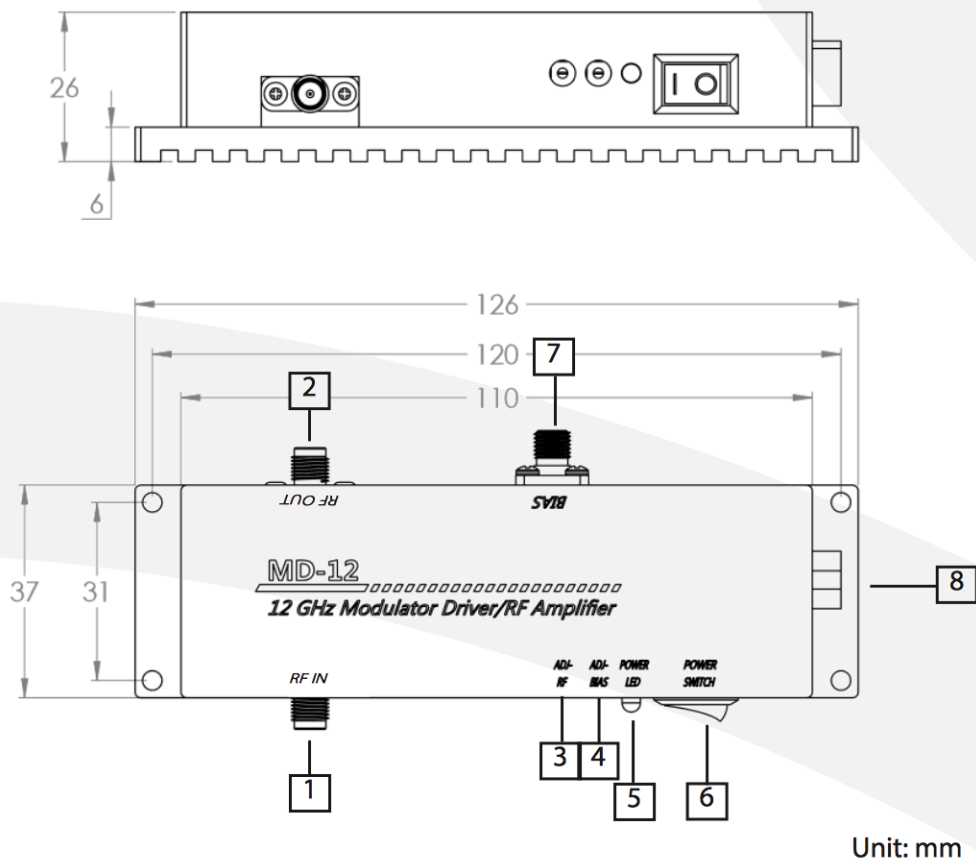 26
6
126
120
7
2
110
RF OUT
BIAS
37
31
MD-12
12 GHz Modulator Driver/RF Amplifier
8
RF IN
ADJ-
RF
ADJ-
BIAS
POWER
LED
POWER
SWITCH
3
4
1
5
6
Unit: mm